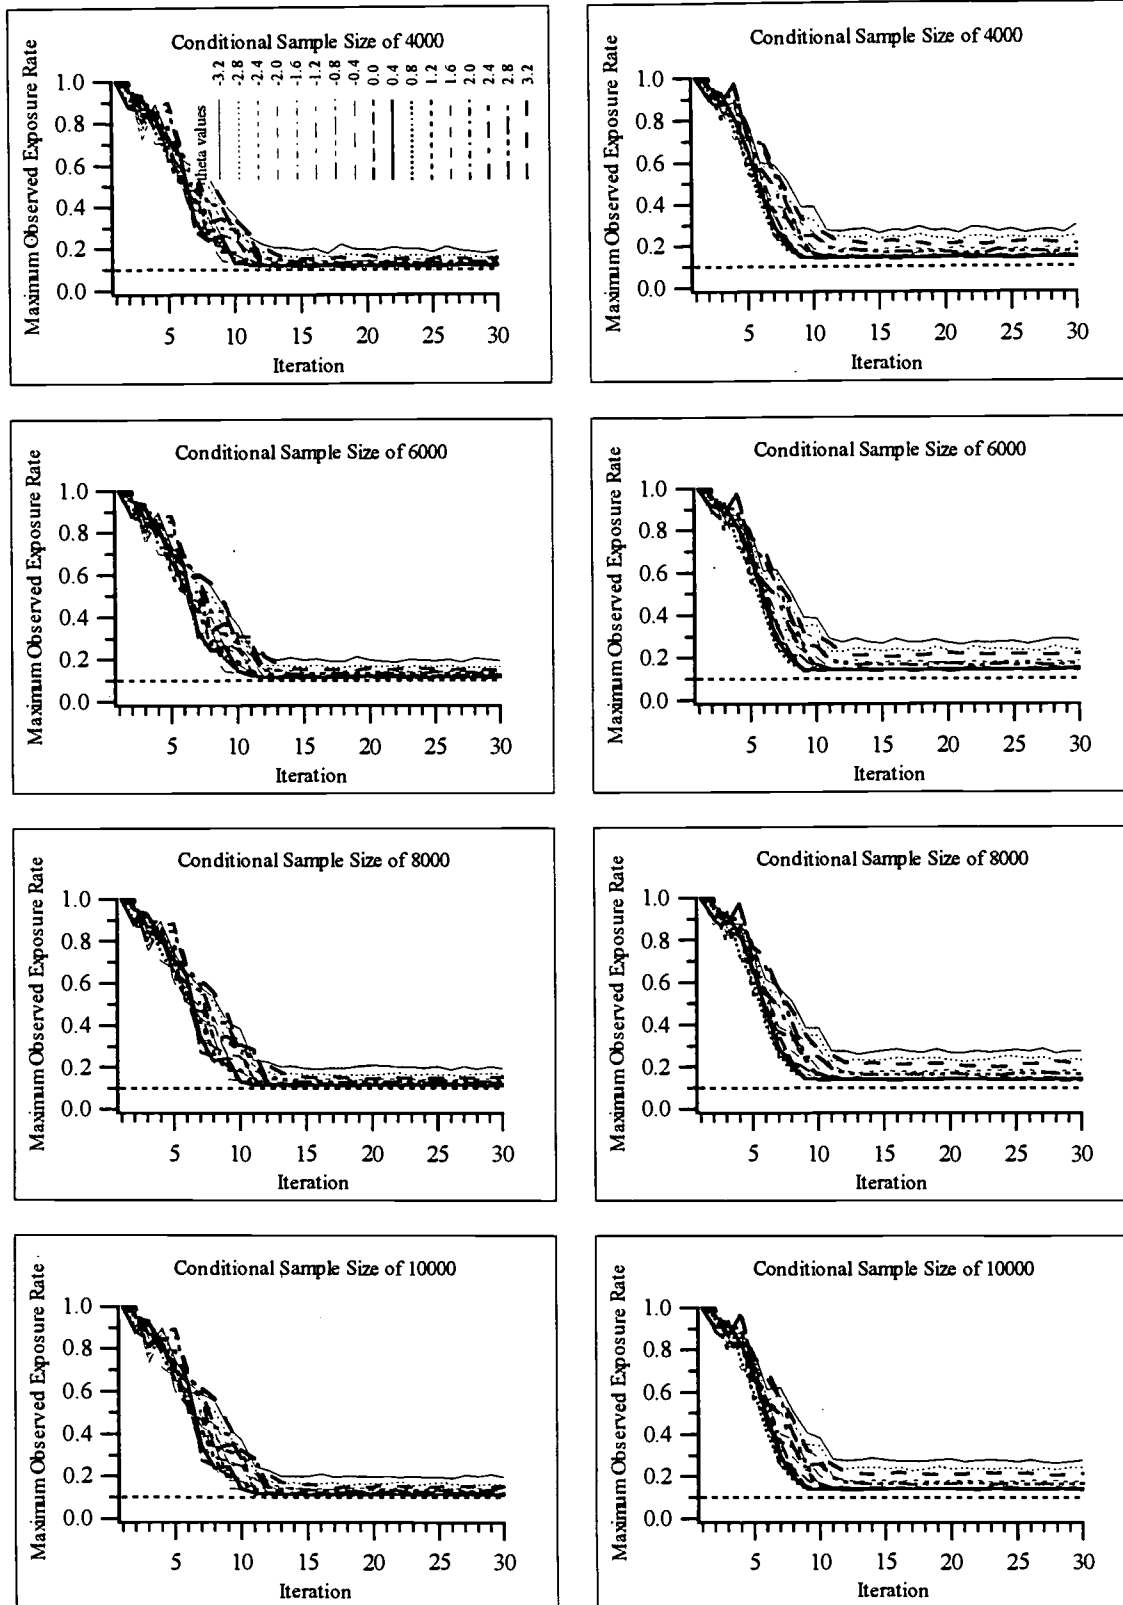 Conditional Sample Size of 4000
Maximum Observed Exposure Rate
1.0
0.8
0.6
0.4
0.2
0.0
theta values
-3.2
-2.8
-2.4
-2.0
-1.6
-1.2
-0.8
-0.4
0.0
0.4
0.8
1.2
1.6
2.0
2.4
2.8
3.2
5 10 15 20 25 30
Iteration
Conditional Sample Size of 4000
Maximum Observed Exposure Rate
1.0
0.8
0.6
0.4
0.2
0.0
5 10 15 20 25 30
Iteration
Conditional Sample Size of 6000
Maximum Observed Exposure Rate
1.0
0.8
0.6
0.4
0.2
0.0
5 10 15 20 25 30
Iteration
Conditional Sample Size of 6000
Maximum Observed Exposure Rate
1.0
0.8
0.6
0.4
0.2
0.0
5 10 15 20 25 30
Iteration
Conditional Sample Size of 8000
Maximum Observed Exposure Rate
1.0
0.8
0.6
0.4
0.2
0.0
5 10 15 20 25 30
Iteration
Conditional Sample Size of 8000
Maximum Observed Exposure Rate
1.0
0.8
0.6
0.4
0.2
0.0
5 10 15 20 25 30
Iteration
Conditional Sample Size of 10000
Maximum Observed Exposure Rate
1.0
0.8
0.6
0.4
0.2
0.0
5 10 15 20 25 30
Iteration
Conditional Sample Size of 10000
Maximum Observed Exposure Rate
1.0
0.8
0.6
0.4
0.2
0.0
5 10 15 20 25 30
Iteration